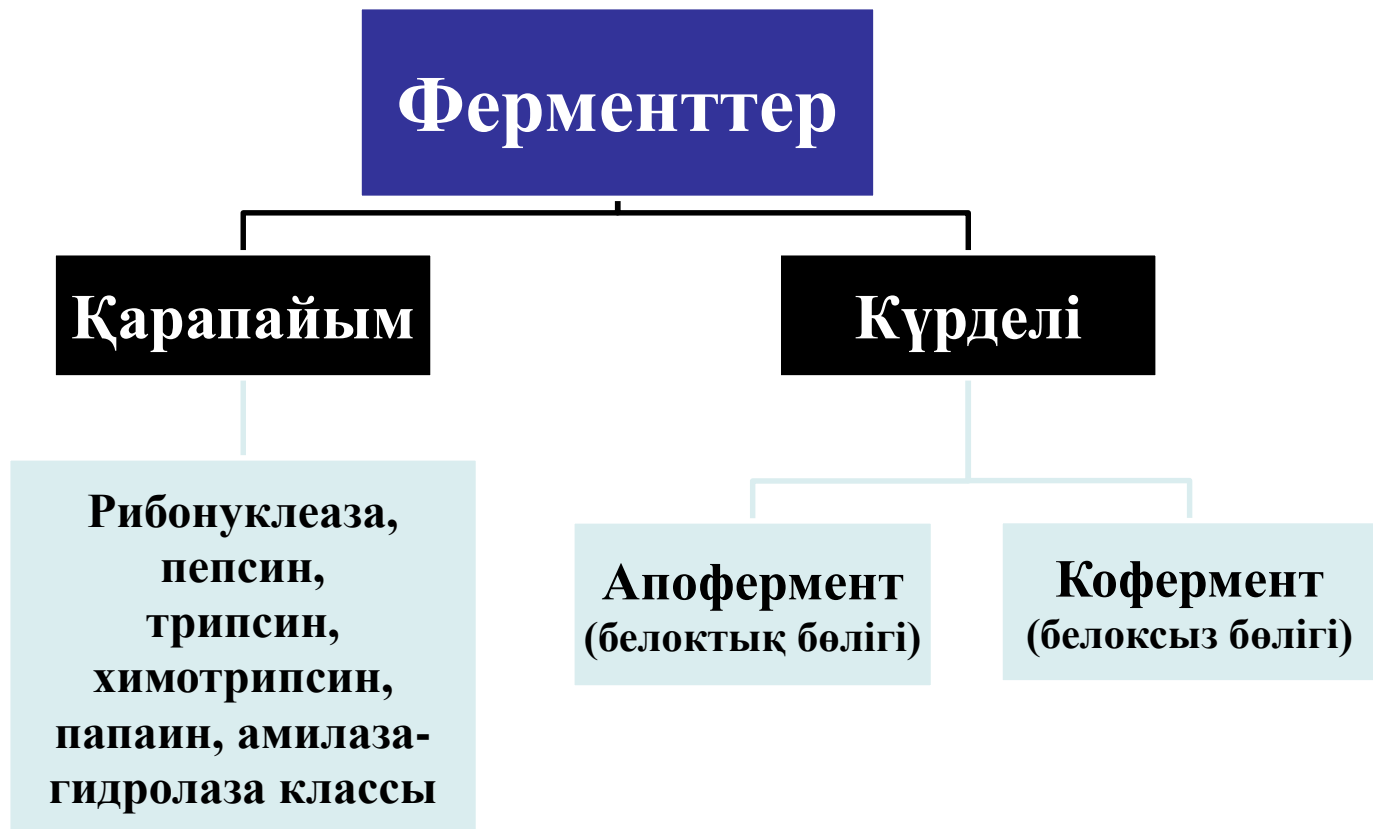 Ферменттер
Қарапайым
Күрделі
Рибонуклеаза,
пепсин,
трипсин,
химотрипсин,
папаин, амилаза-
гидролаза классы
Апофермент
(белоктық бөлігі)
Кофермент
(белоксыз бөлігі)